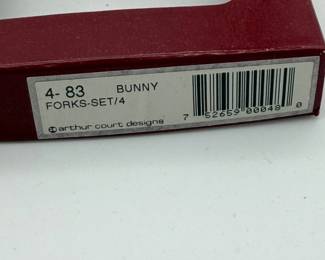 4-83 BUNNY
FORKS-SET/4
7 52659 00048 0
arthur court designs